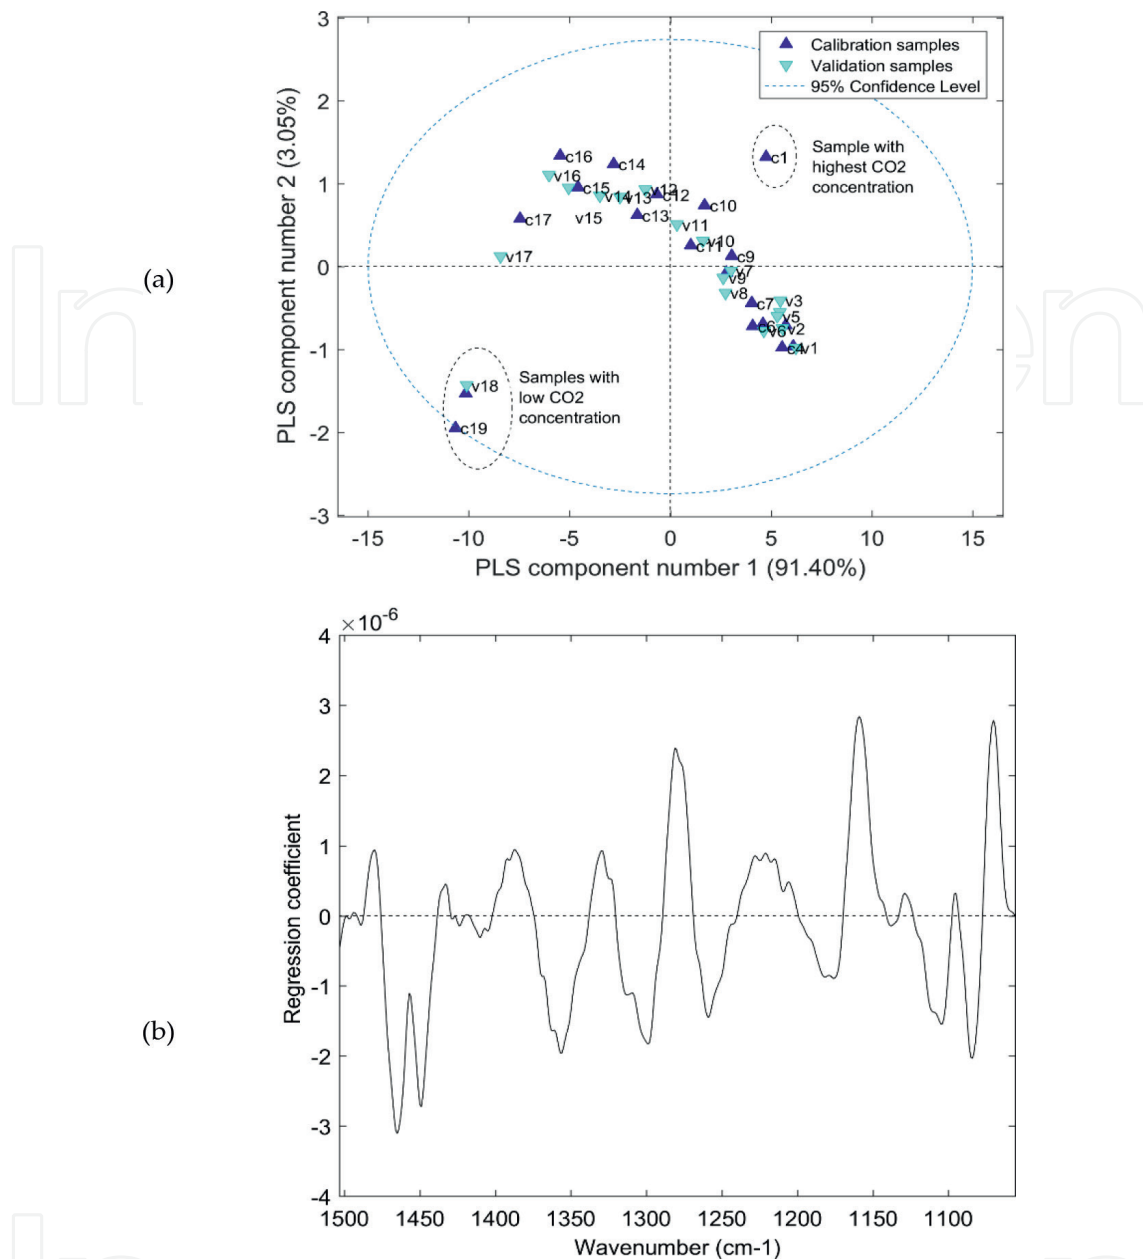 3
2
1
0
-1
-2
-3
PLS component number 2 (3.05%)
Calibration samples
Validation samples
95% Confidence Level
Sample with
highest CO2
concentration
c1
c16
v16
c14
c15
v14
v13
v12
c12
c10
c17
v15
c13
v11
v10
c11
v17
c9
v7
v9
v8
c7
v3
v5
c6
v6
v2
c4
v1
v18
c19
Samples with
low CO2
concentration
(a)
-15
-10
-5
0
5
10
15
PLS component number 1 (91.40%)
×10⁻⁶
4
3
2
1
0
-1
-2
-3
-4
Regression coefficient
(b)
1500
1450
1400
1350
1300
1250
1200
1150
1100
Wavenumber (cm-1)